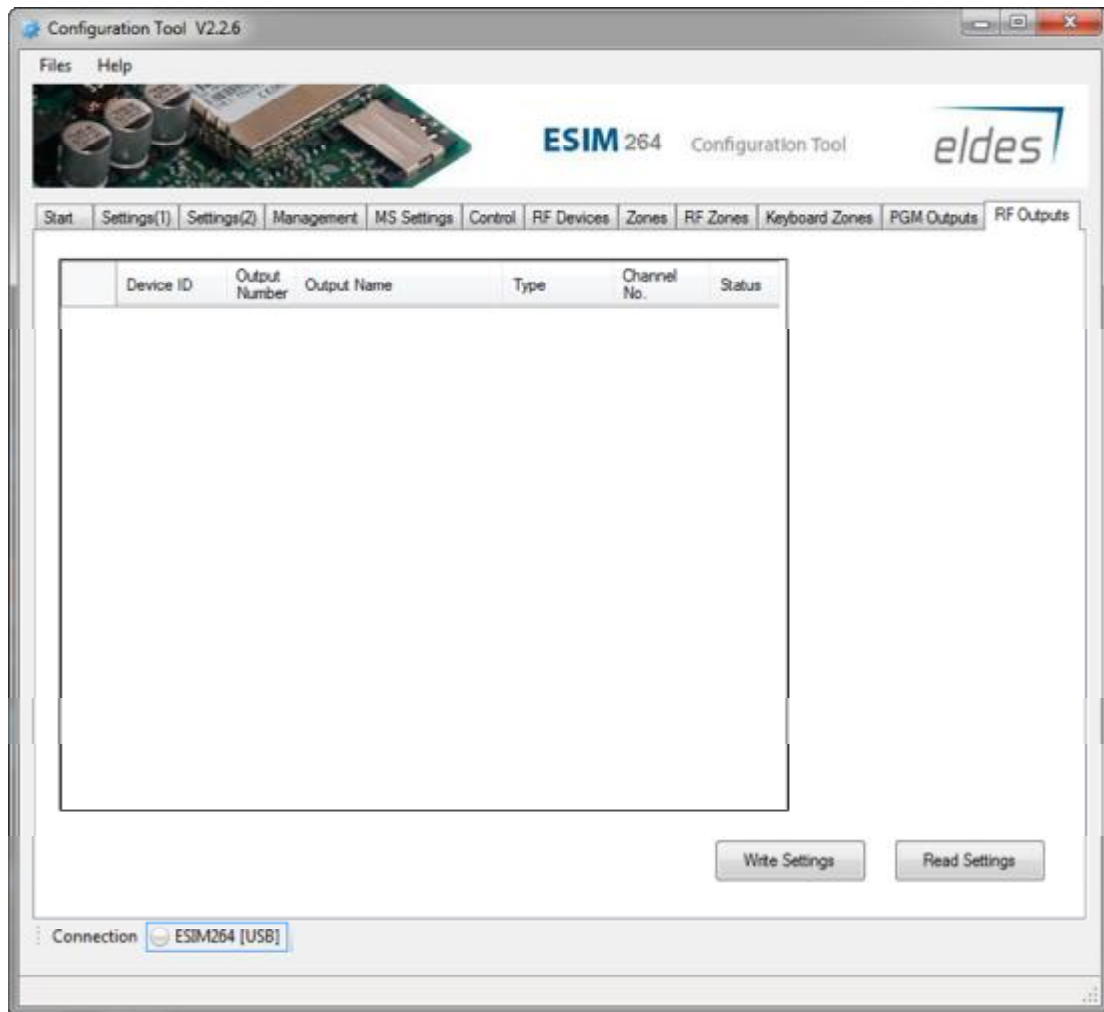 Configuration Tool V2.2.6
Files Help
ESIM 264 Configuration Tool
eldes
Start Settings(1) Settings(2) Management MS Settings Control RF Devices Zones RF Zones Keyboard Zones PGM Outputs RF Outputs
Device ID Output Number Output Name Type Channel No. Status
Write Settings Read Settings
Connection ESIM264 [USB]